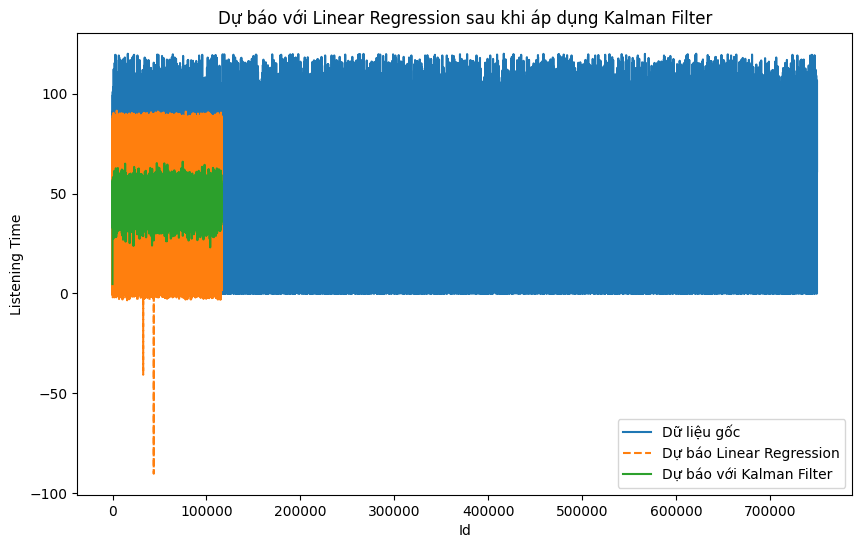 Dự báo với Linear Regression sau khi áp dụng Kalman Filter
Listening Time
100
50
0
−50
−100
0 100000 200000 300000 400000 500000 600000 700000
Id
Dữ liệu gốc
Dự báo Linear Regression
Dự báo với Kalman Filter